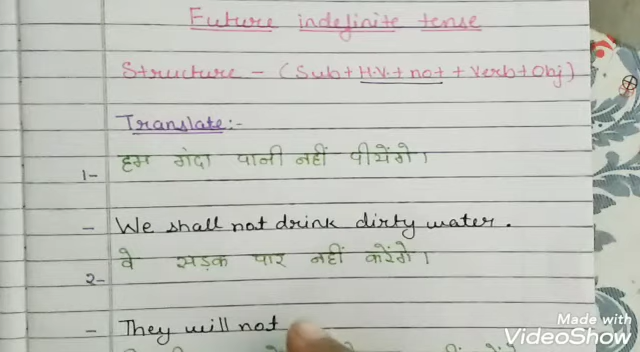 Future indefinite tense
Structure - (Sub + H.V. + not + Verb + Obj)
Translate:-
1- हम गंदा पानी नहीं पीयेंगे।
- We shall not drink dirty water.
2- वे सड़क पार नहीं करेंगे।
- They will not
Made with
VideoShow